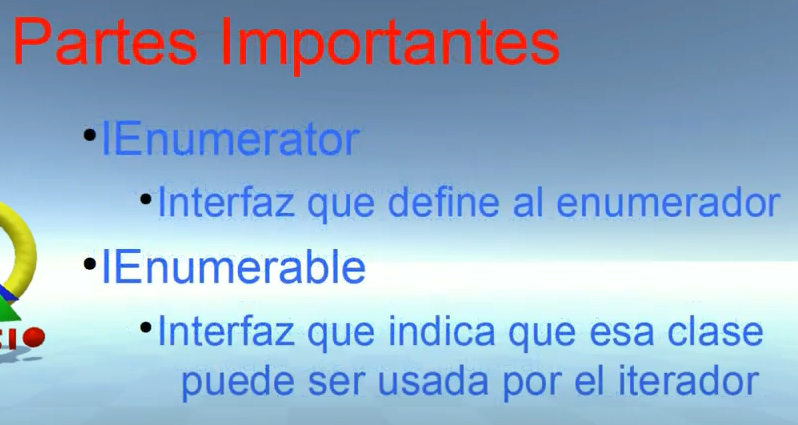 Partes Importantes
•IEnumerator
•Interfaz que define al enumerador
•IEnumerable
•Interfaz que indica que esa clase
puede ser usada por el iterador